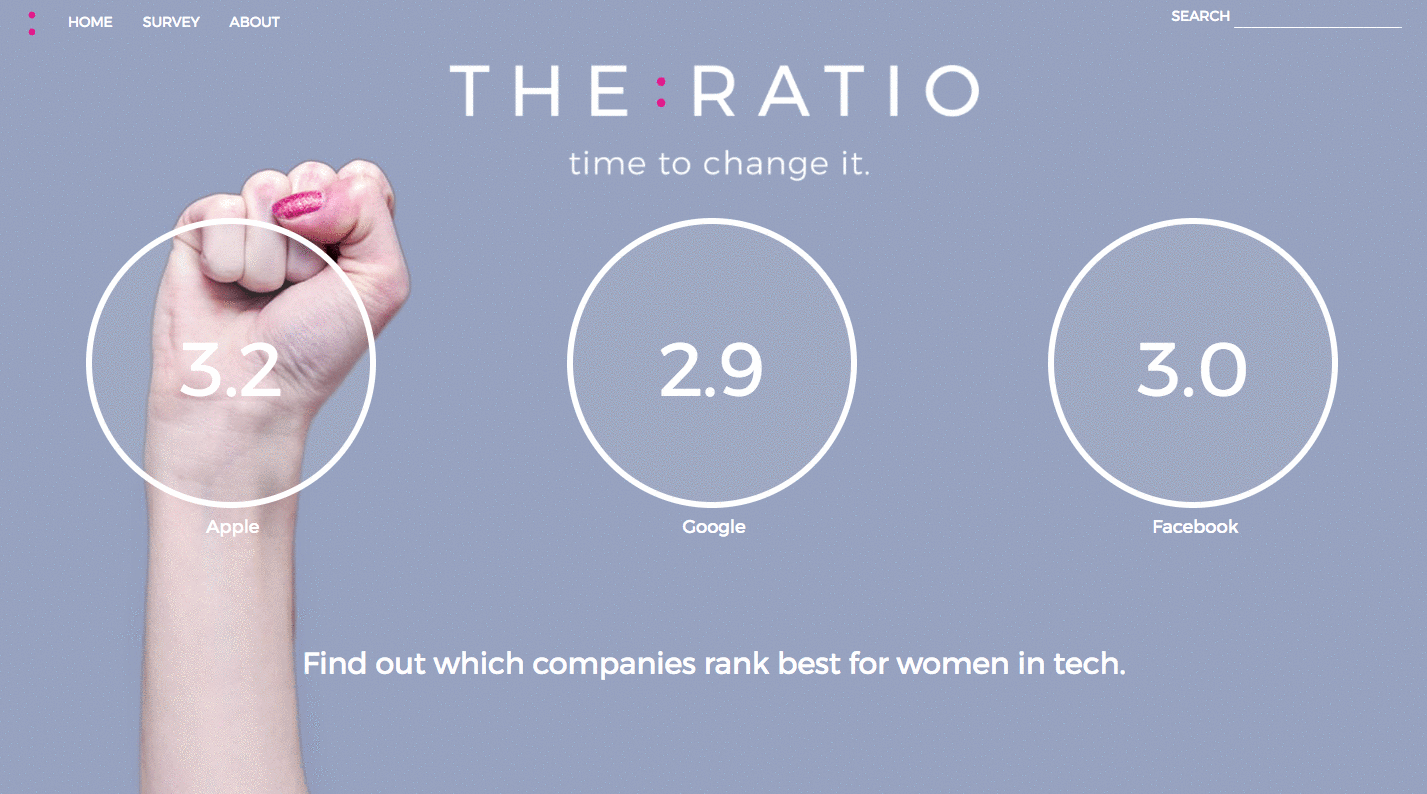 HOME SURVEY ABOUT SEARCH
THE:RATIO
time to change it.
3.2 2.9 3.0
Apple Google Facebook
Find out which companies rank best for women in tech.